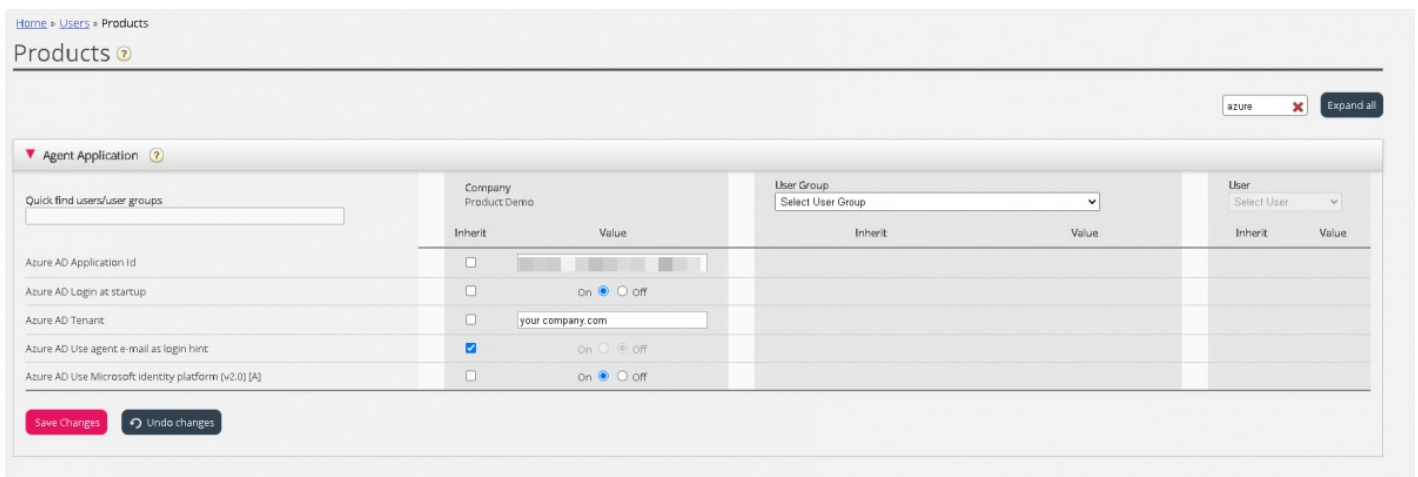 Home » Users » Products
Products ?
azure Expand all
Agent Application ?
Quick find users/user groups
Company
Product Demo
User Group
Select User Group
User
Select User
Inherit Value Inherit Value Inherit Value
Azure AD Application Id
Azure AD Login at startup On Off
Azure AD Tenant your company.com
Azure AD Use agent e-mail as login hint On Off
Azure AD Use Microsoft identity platform (v2.0) [A] On Off
Save Changes Undo changes